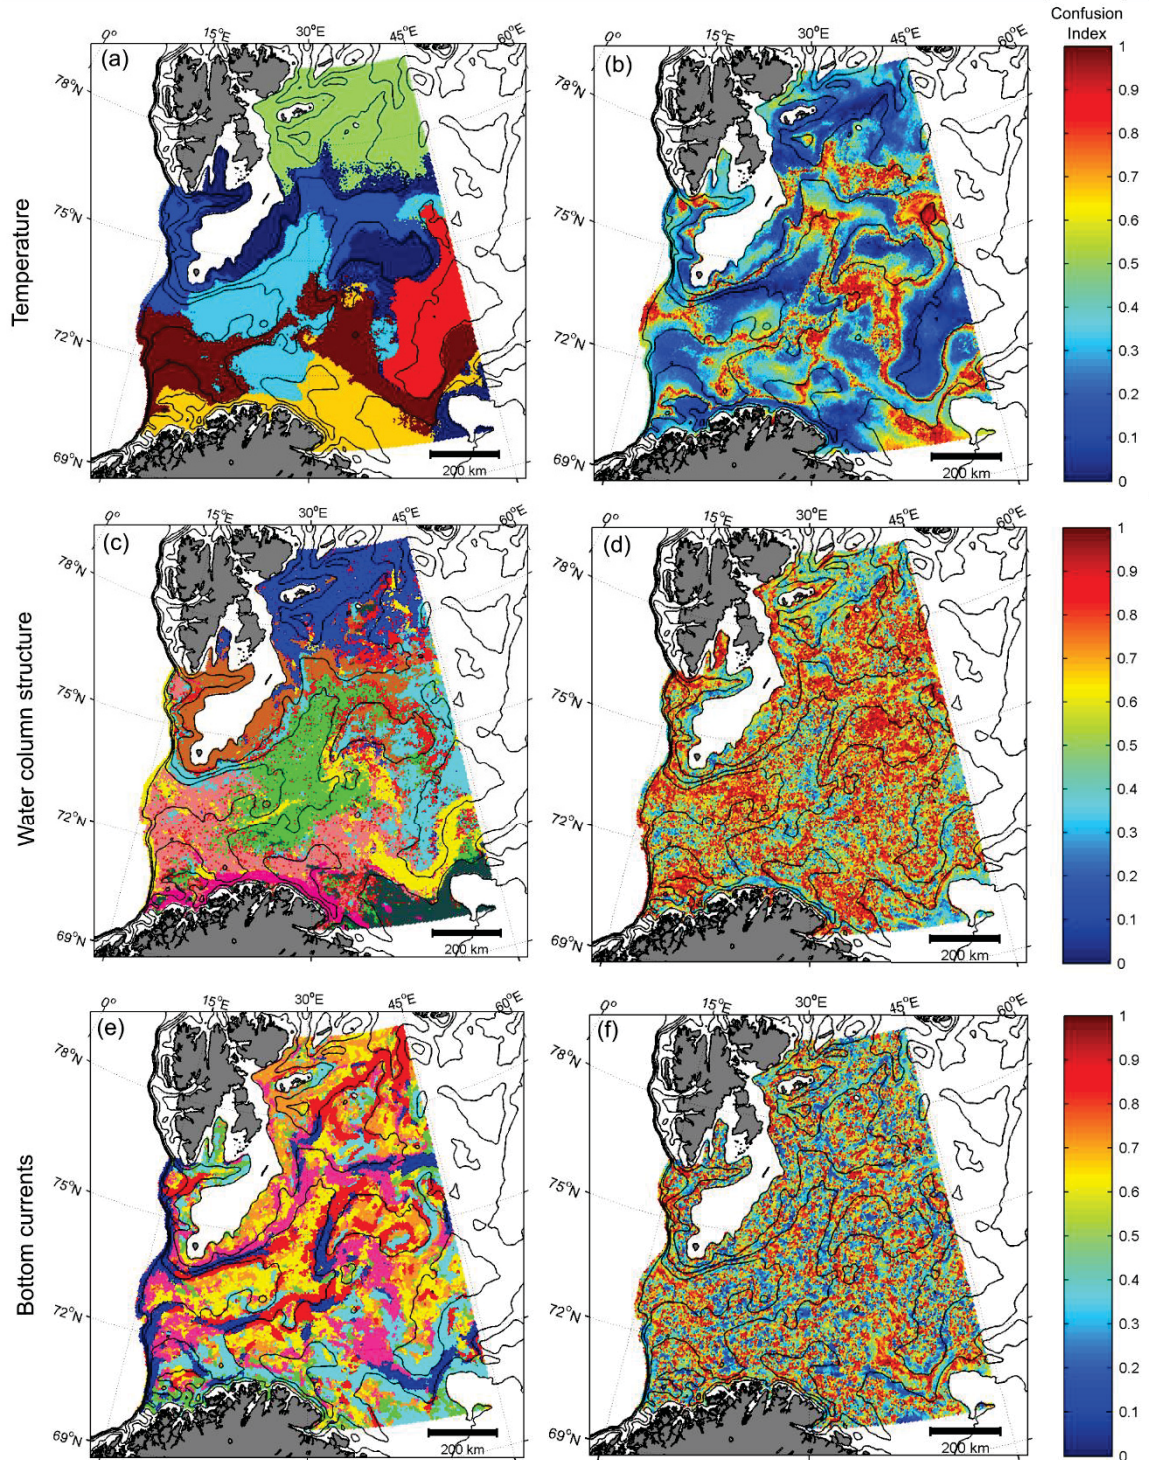 Confusion
Index
0° 15°E 30°E 45°E 60°E
0° 15°E 30°E 45°E 60°E
(a)
(b)
78°N
75°N
72°N
69°N
78°N
75°N
72°N
69°N
Temperature
200 km
200 km
1
0.9
0.8
0.7
0.6
0.5
0.4
0.3
0.2
0.1
0
0° 15°E 30°E 45°E 60°E
0° 15°E 30°E 45°E 60°E
(c)
(d)
78°N
75°N
72°N
69°N
78°N
75°N
72°N
69°N
Water column structure
200 km
200 km
1
0.9
0.8
0.7
0.6
0.5
0.4
0.3
0.2
0.1
0
0° 15°E 30°E 45°E 60°E
0° 15°E 30°E 45°E 60°E
(e)
(f)
78°N
75°N
72°N
69°N
78°N
75°N
72°N
69°N
Bottom currents
200 km
200 km
1
0.9
0.8
0.7
0.6
0.5
0.4
0.3
0.2
0.1
0